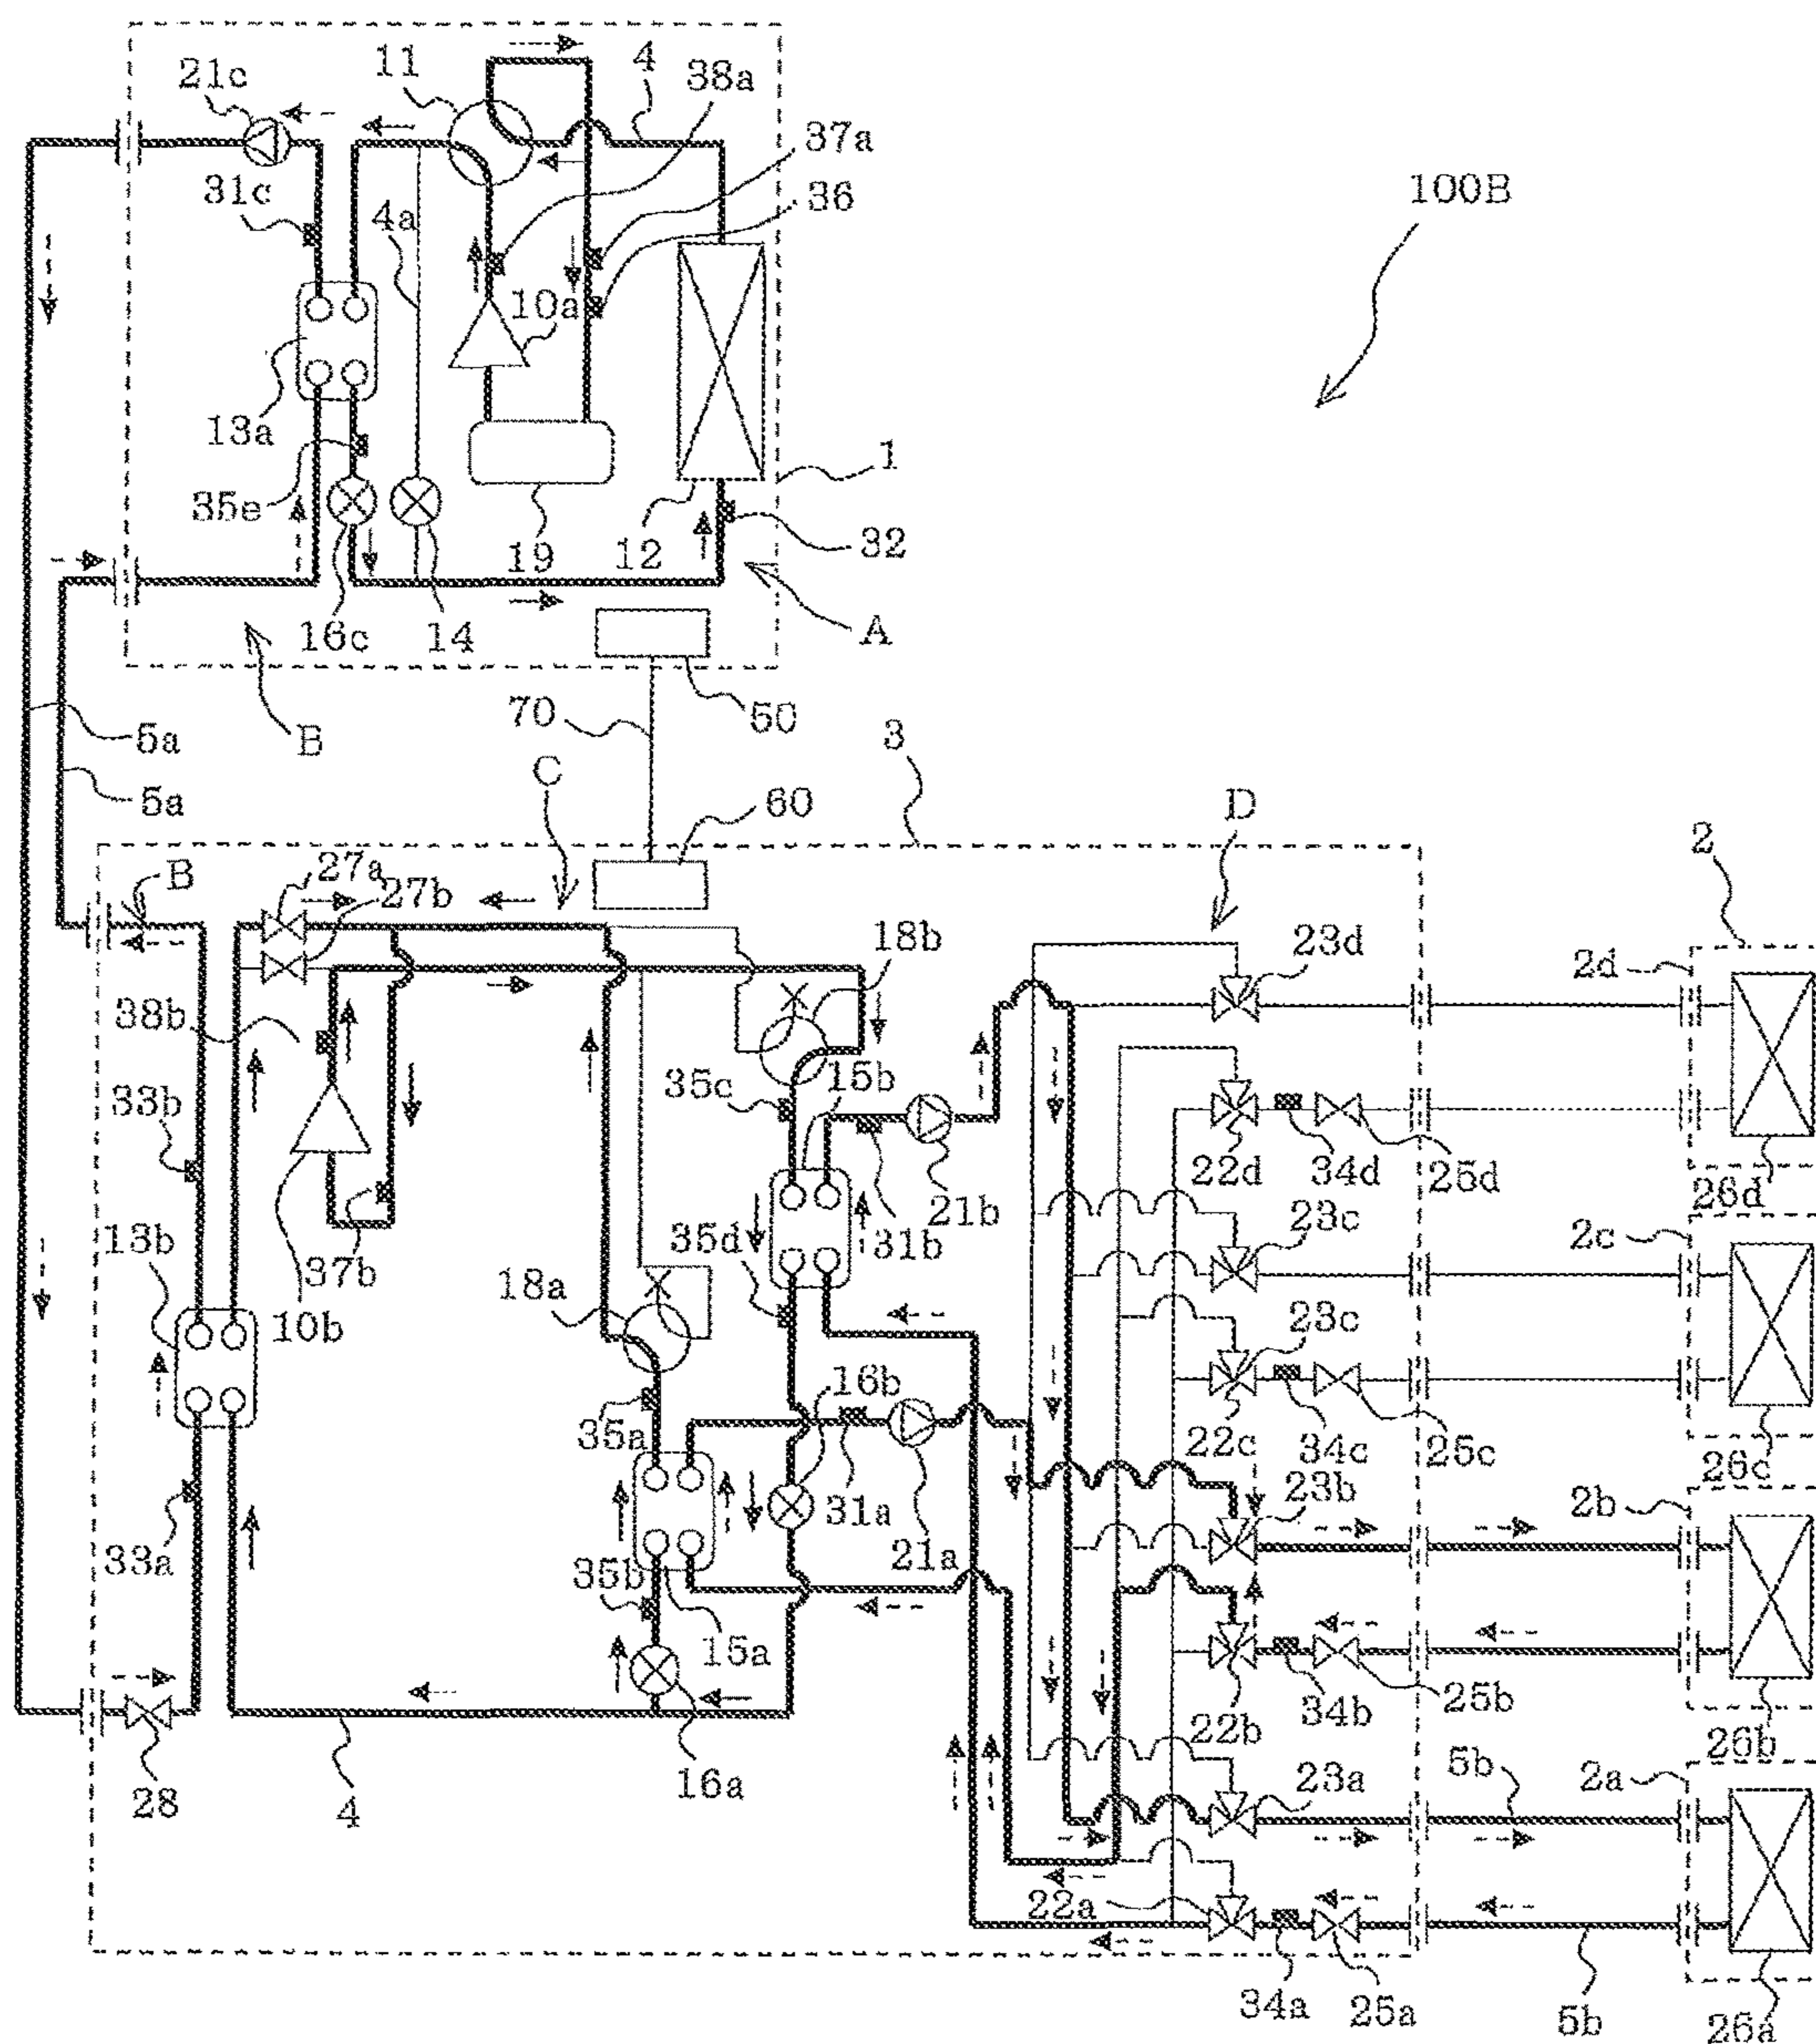 11
4
38a
21c
37a
31c
4a
36
100B
10a
13a
1
35e
19
12
32
16c
14
A
B
70
50
5a
3
C
5a
60
D
2
B
27a
27b
18b
23d
2d
38b
15b
35c
33b
22d
34d
25d
26d
21b
23c
13b
35d
31b
2c
37b
18a
10b
23c
16b
35a
22c
34c
25c
26c
31a
23b
2b
33a
35b
21a
15a
22b
34b
25b
26b
28
4
16a
23a
5b
2a
22a
34a
25a
5b
26a